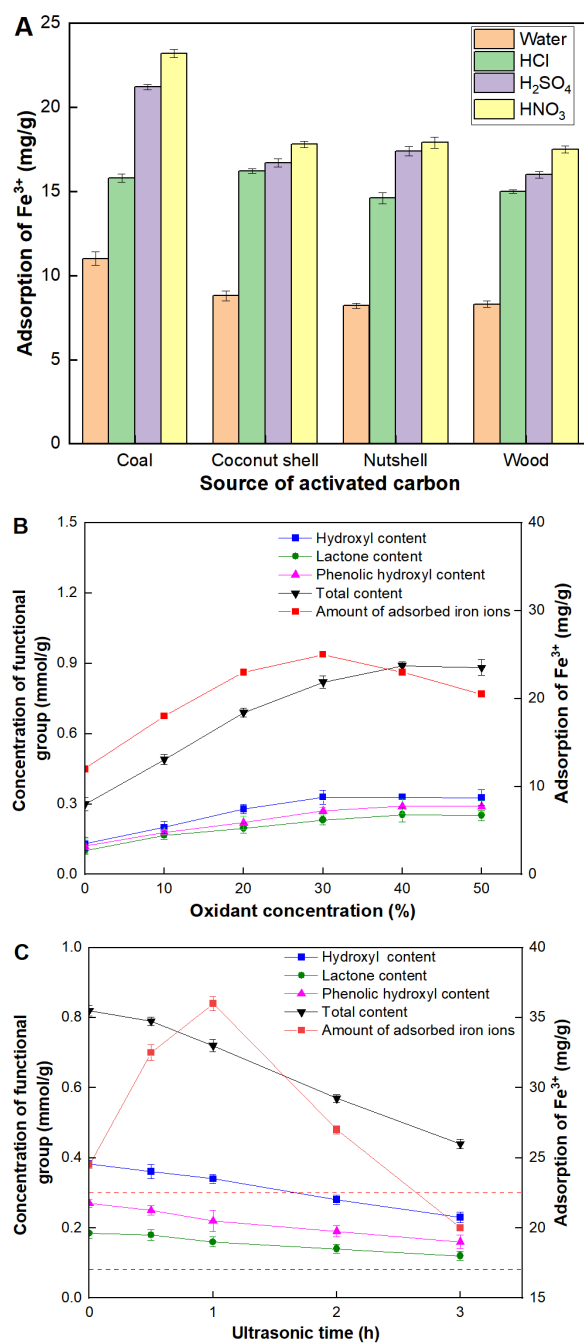 A
Water
HCl
H₂SO₄
HNO₃
Adsorption of Fe³⁺ (mg/g)
25
20
15
10
5
0
Coal Coconut shell Nutshell Wood
Source of activated carbon
B
Hydroxyl content
Lactone content
Phenolic hydroxyl content
Total content
Amount of adsorbed iron ions
Concentration of functional
group (mmol/g)
1.5
1.2
0.9
0.6
0.3
0.0
40
30
20
10
0
Adsorption of Fe³⁺ (mg/g)
0 10 20 30 40 50
Oxidant concentration (%)
C
Hydroxyl content
Lactone content
Phenolic hydroxyl content
Total content
Amount of adsorbed iron ions
Concentration of functional
group (mmol/g)
1.0
0.8
0.6
0.4
0.2
0.0
40
35
30
25
20
15
Adsorption of Fe³⁺ (mg/g)
0 1 2 3
Ultrasonic time (h)